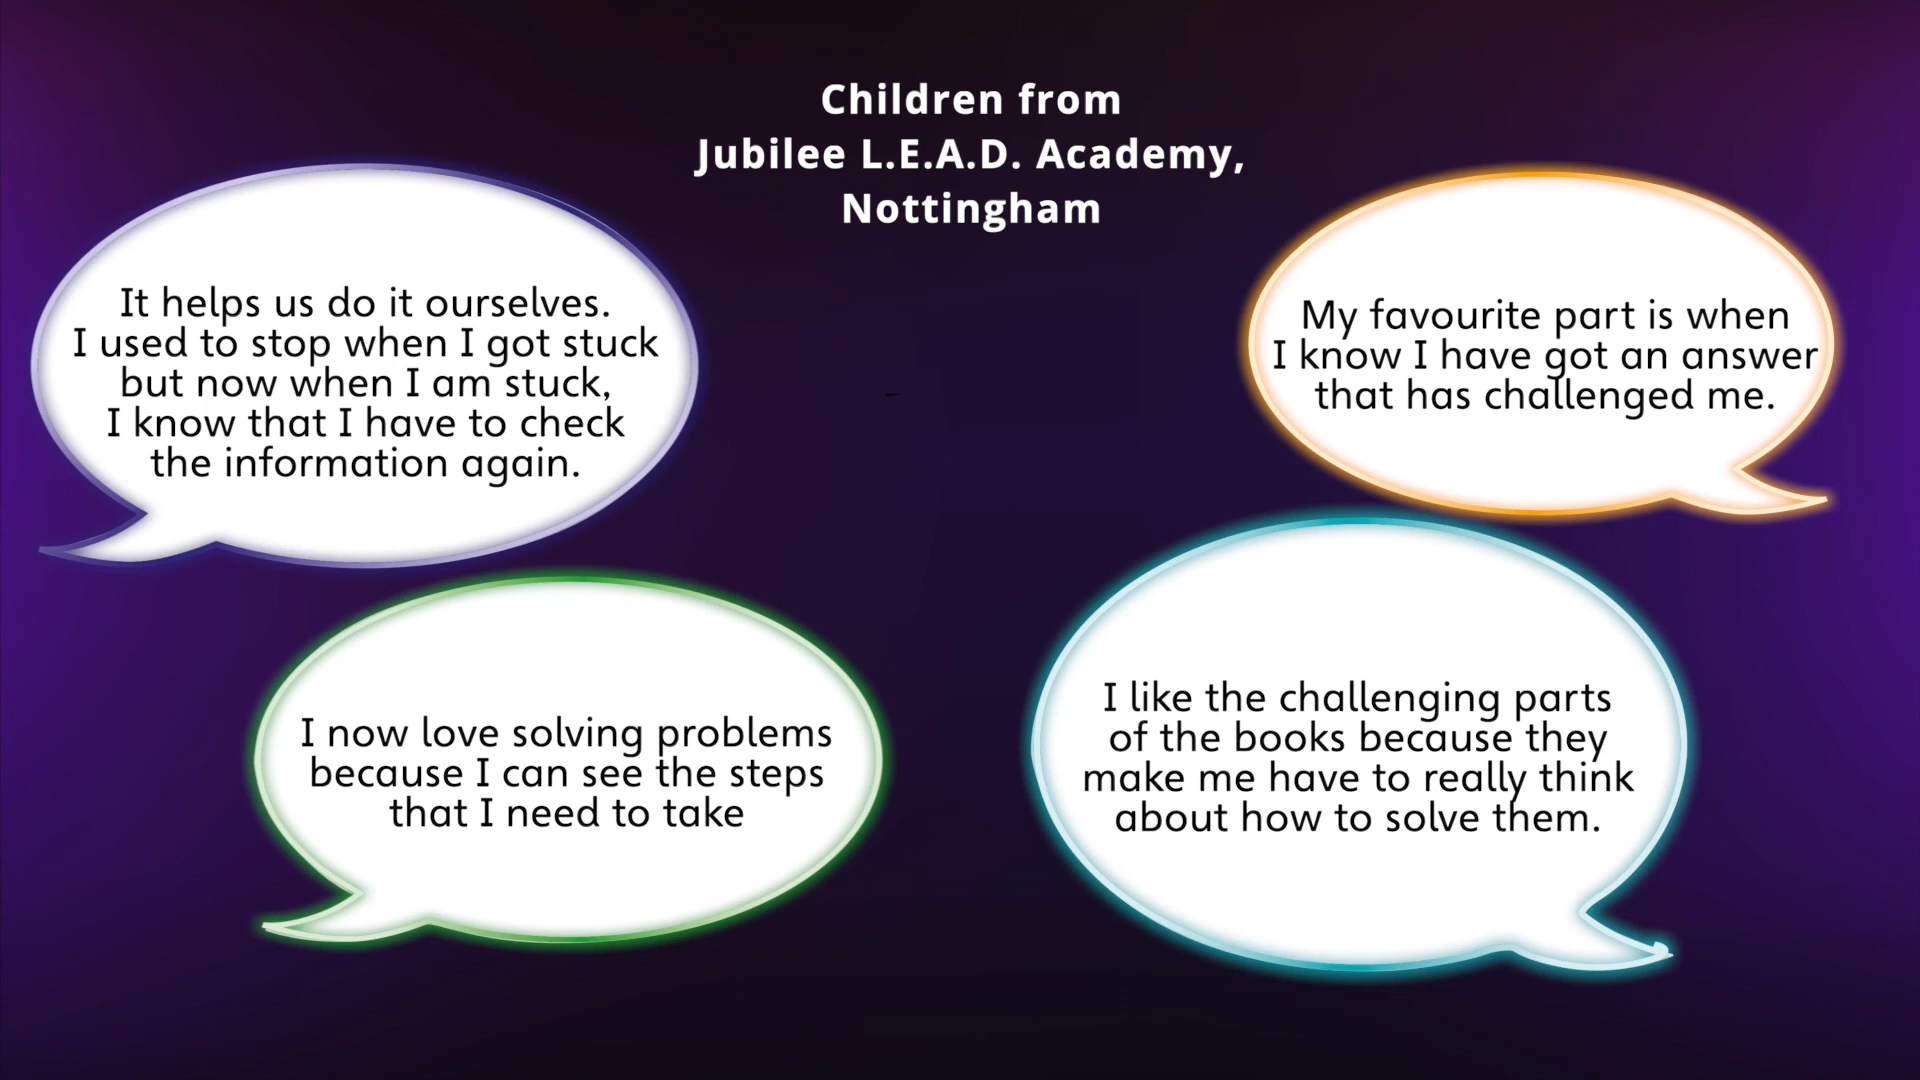 Children from
Jubilee L.E.A.D. Academy,
Nottingham
It helps us do it ourselves.
I used to stop when I got stuck
but now when I am stuck,
I know that I have to check
the information again.
My favourite part is when
I know I have got an answer
that has challenged me.
I now love solving problems
because I can see the steps
that I need to take
I like the challenging parts
of the books because they
make me have to really think
about how to solve them.